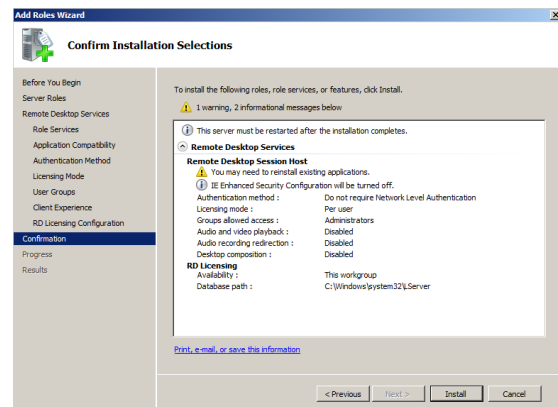 Add Roles Wizard
Confirm Installation Selections
Before You Begin
Server Roles
Remote Desktop Services
Role Services
Application Compatibility
Authentication Method
Licensing Mode
User Groups
Client Experience
RD Licensing Configuration
Confirmation
Progress
Results
To install the following roles, role services, or features, click Install.
1 warning, 2 informational messages below
This server must be restarted after the installation completes.
Remote Desktop Services
Remote Desktop Session Host
You may need to reinstall existing applications.
IE Enhanced Security Configuration will be turned off.
Authentication method : Do not require Network Level Authentication
Licensing mode : Per user
Groups allowed access : Administrators
Audio and video playback : Disabled
Audio recording redirection : Disabled
Desktop composition : Disabled
RD Licensing
Availability : This workgroup
Database path : C:\Windows\system32\LServer
Print, e-mail, or save this information
< Previous Next > Install Cancel